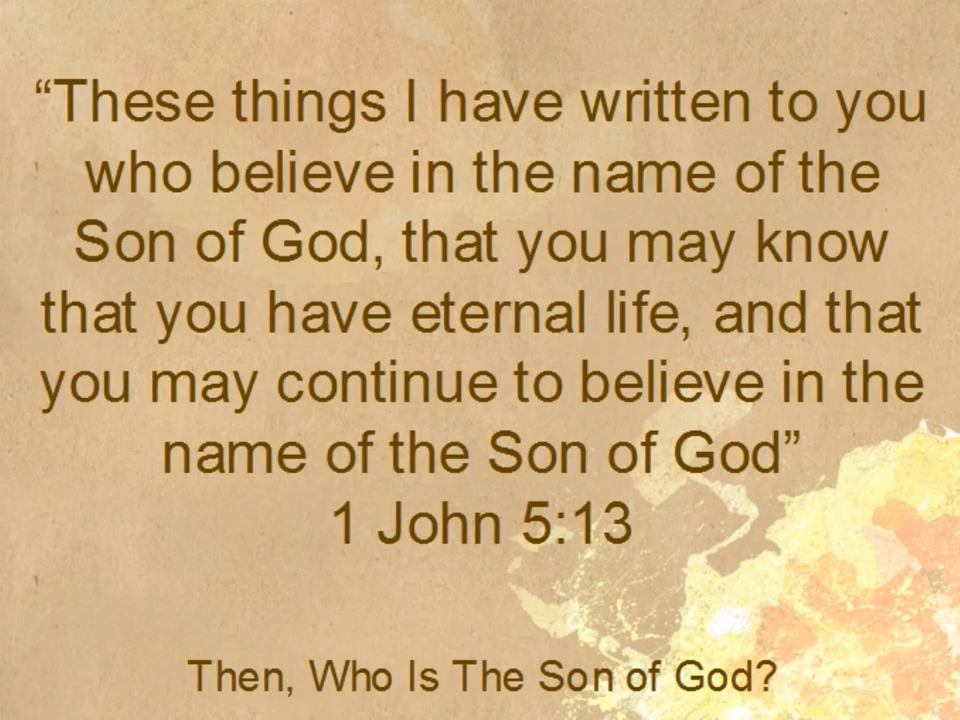 “These things I have written to you
who believe in the name of the
Son of God, that you may know
that you have eternal life, and that
you may continue to believe in the
name of the Son of God”
1 John 5:13
Then, Who Is The Son of God?